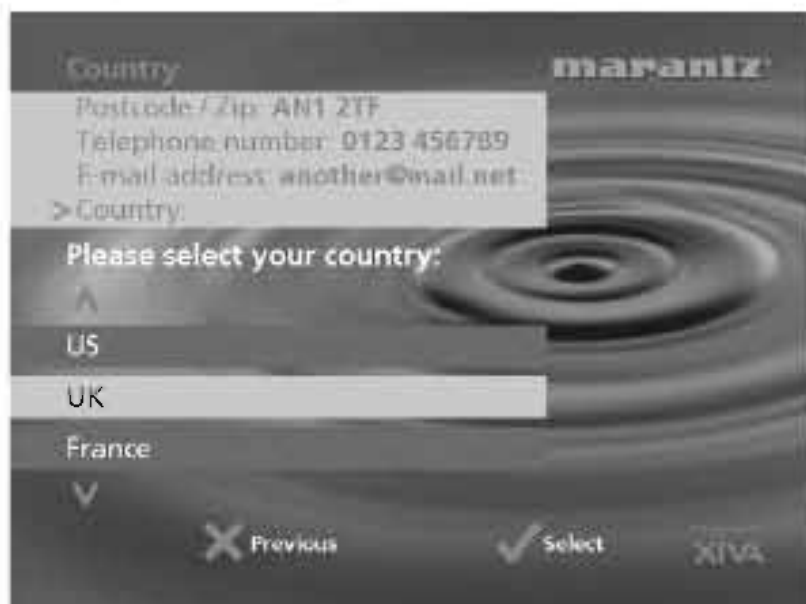 Country
marantz
Postcode / Zip: AN1 2TF
Telephone number: 0123 456789
E-mail address: another@mail.net
>Country:
Please select your country:
US
UK
France
Previous
Select
XIVA